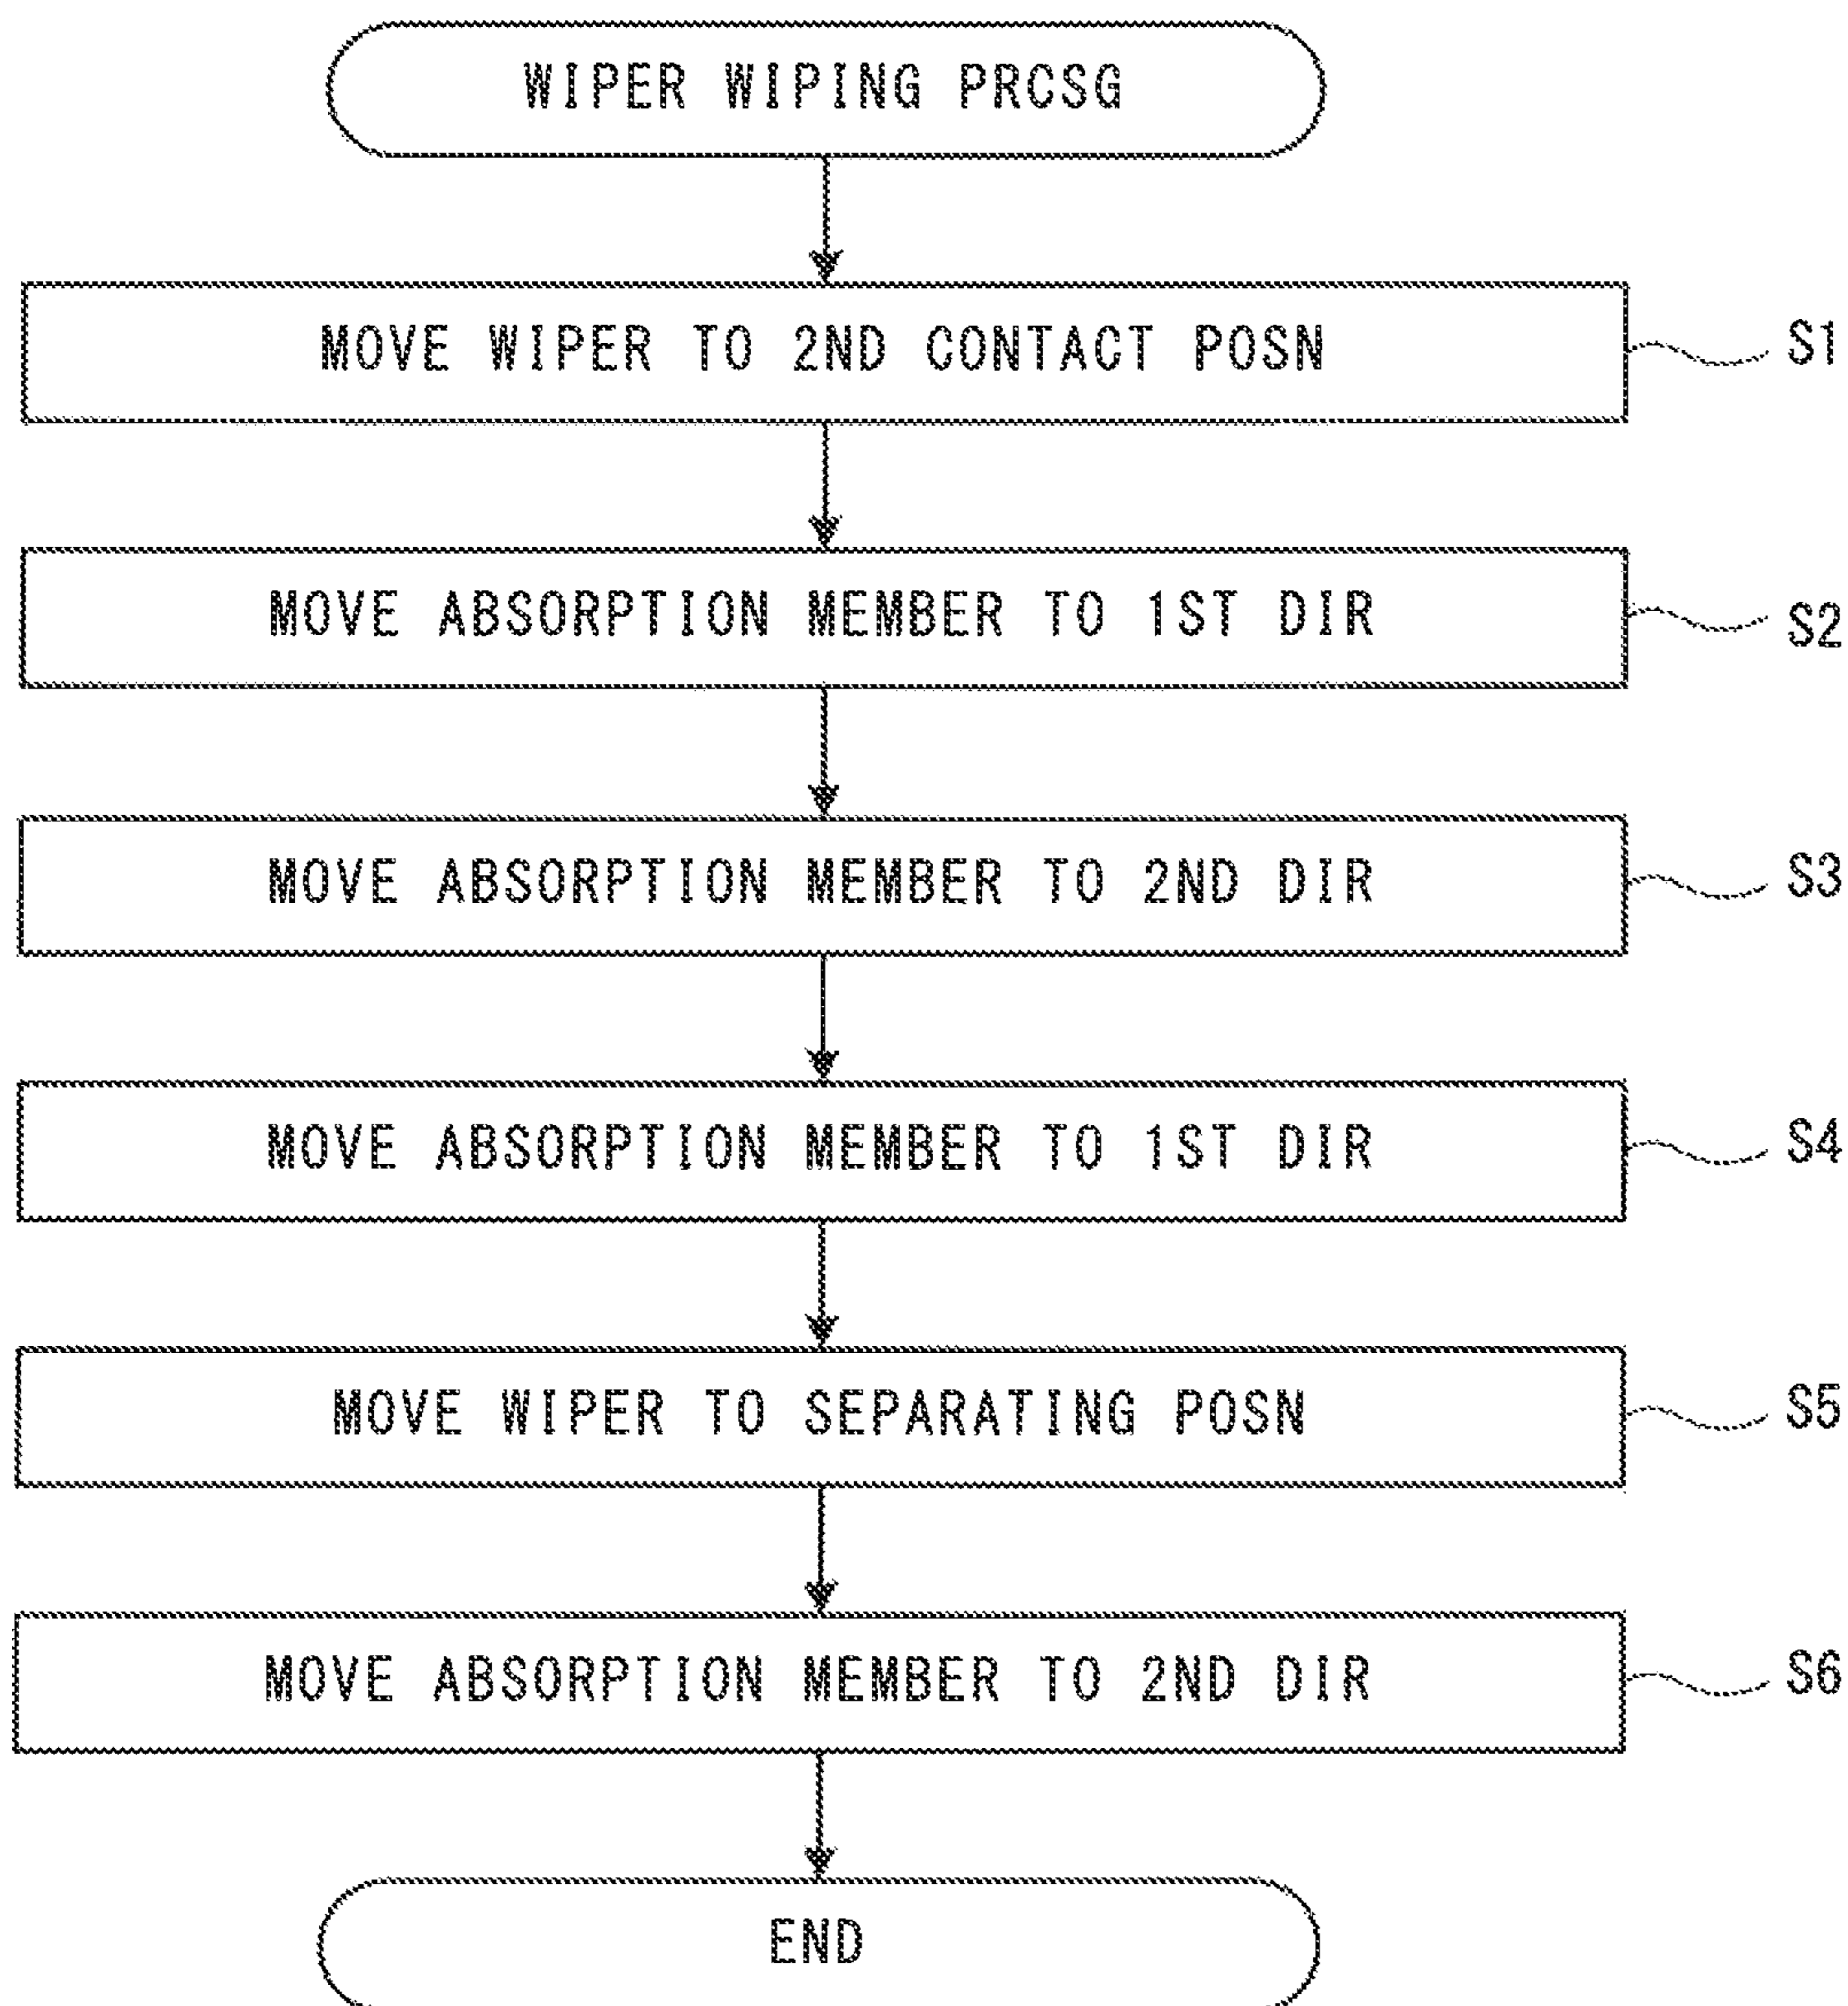 WIPER WIPING PRCSG
MOVE WIPER TO 2ND CONTACT POSN
S1
MOVE ABSORPTION MEMBER TO 1ST DIR
S2
MOVE ABSORPTION MEMBER TO 2ND DIR
S3
MOVE ABSORPTION MEMBER TO 1ST DIR
S4
MOVE WIPER TO SEPARATING POSN
S5
MOVE ABSORPTION MEMBER TO 2ND DIR
S6
END